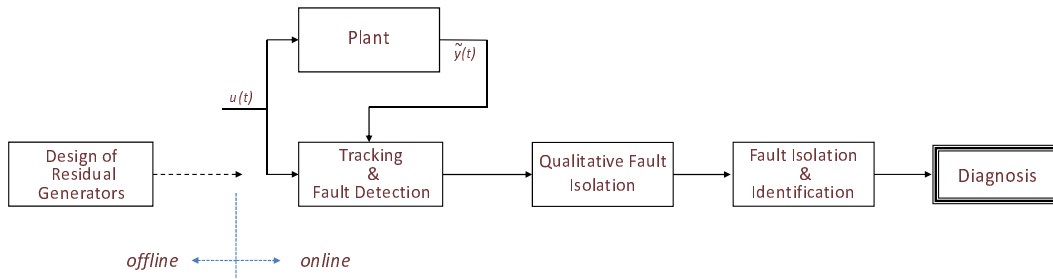 Plant
ỹ(t)
u(t)
Design of
Residual
Generators
Tracking
&
Fault Detection
Qualitative Fault
Isolation
Fault Isolation
&
Identification
Diagnosis
offline
online